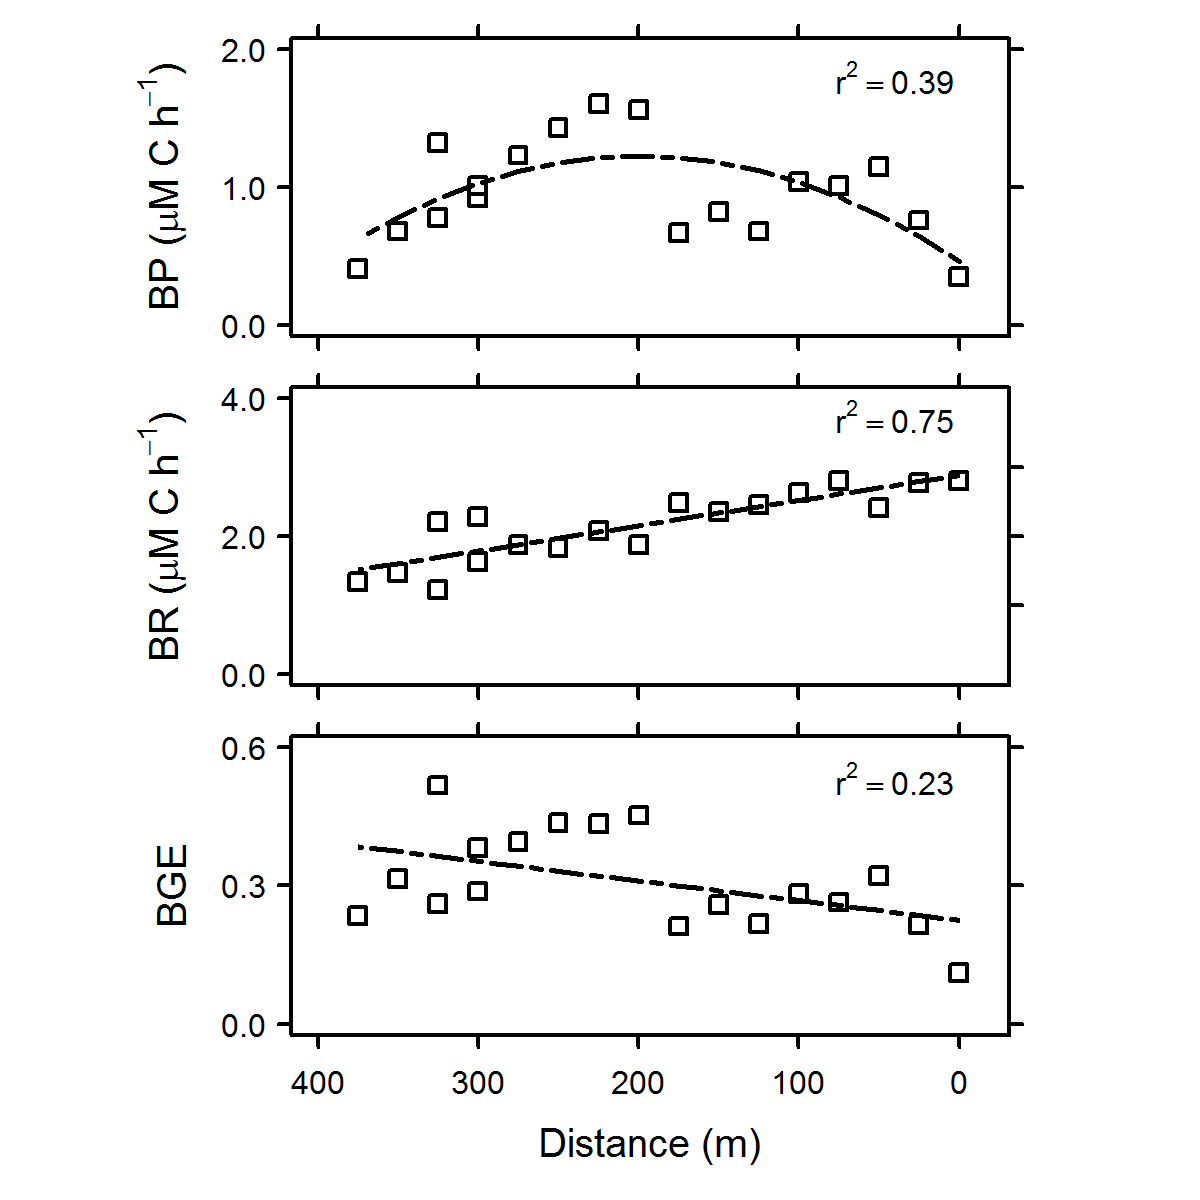 2.0
1.0
0.0
BP (μM C h⁻¹)
r² = 0.39
4.0
2.0
0.0
BR (μM C h⁻¹)
r² = 0.75
0.6
0.3
0.0
BGE
r² = 0.23
400 300 200 100 0
Distance (m)